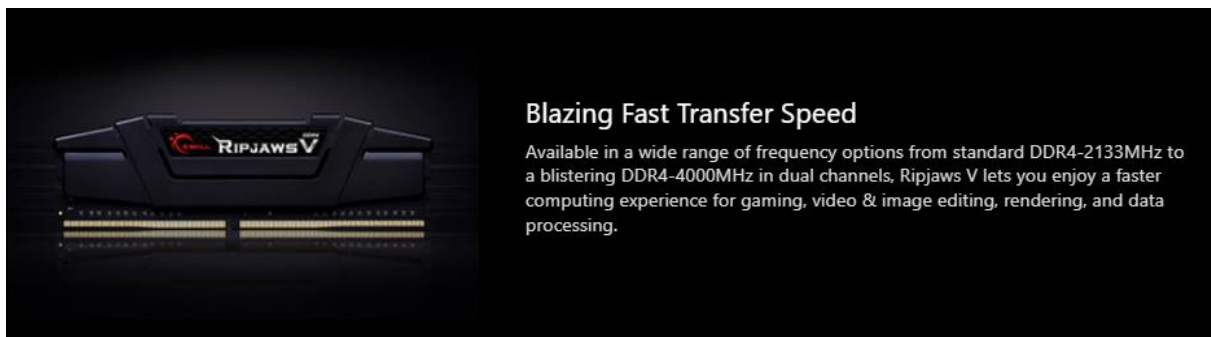 G.SKILL RIPJAWS V DDR4
Blazing Fast Transfer Speed
Available in a wide range of frequency options from standard DDR4-2133MHz to
a blistering DDR4-4000MHz in dual channels, Ripjaws V lets you enjoy a faster
computing experience for gaming, video & image editing, rendering, and data
processing.